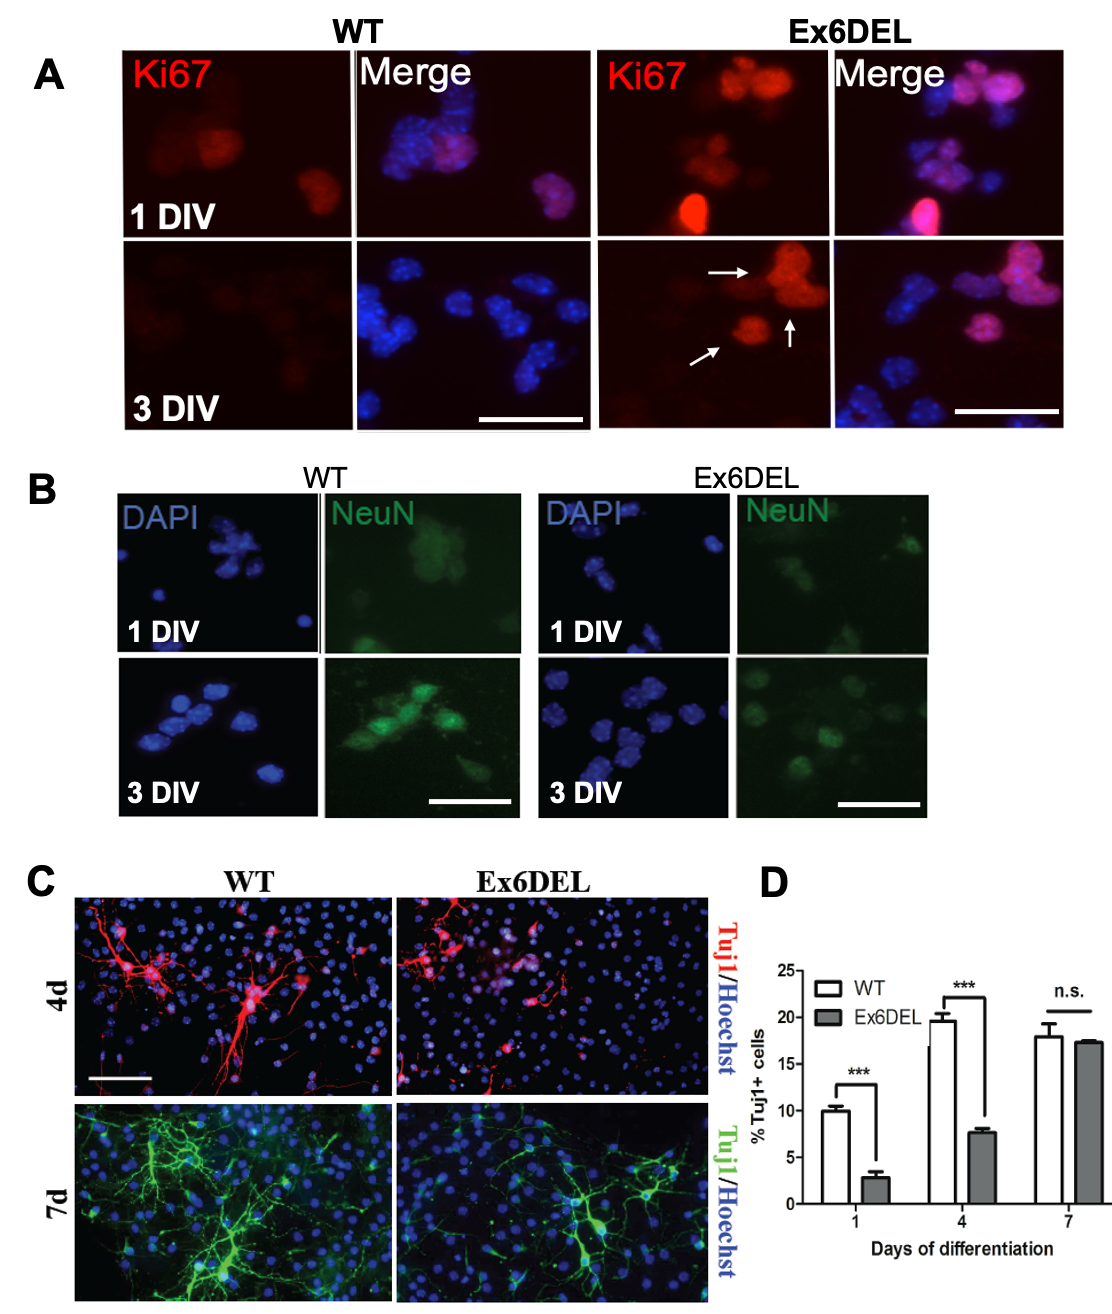 WT
Ex6DEL
A
Ki67
Merge
Ki67
Merge
1 DIV
3 DIV
B
WT
Ex6DEL
DAPI
NeuN
DAPI
NeuN
1 DIV
1 DIV
3 DIV
3 DIV
C
WT
Ex6DEL
4d
Tuj1/Hoechst
7d
Tuj1/Hoechst
D
% Tuj1+ cells
25
20
15
10
5
0
WT
Ex6DEL
***
***
n.s.
1
4
7
Days of differentiation